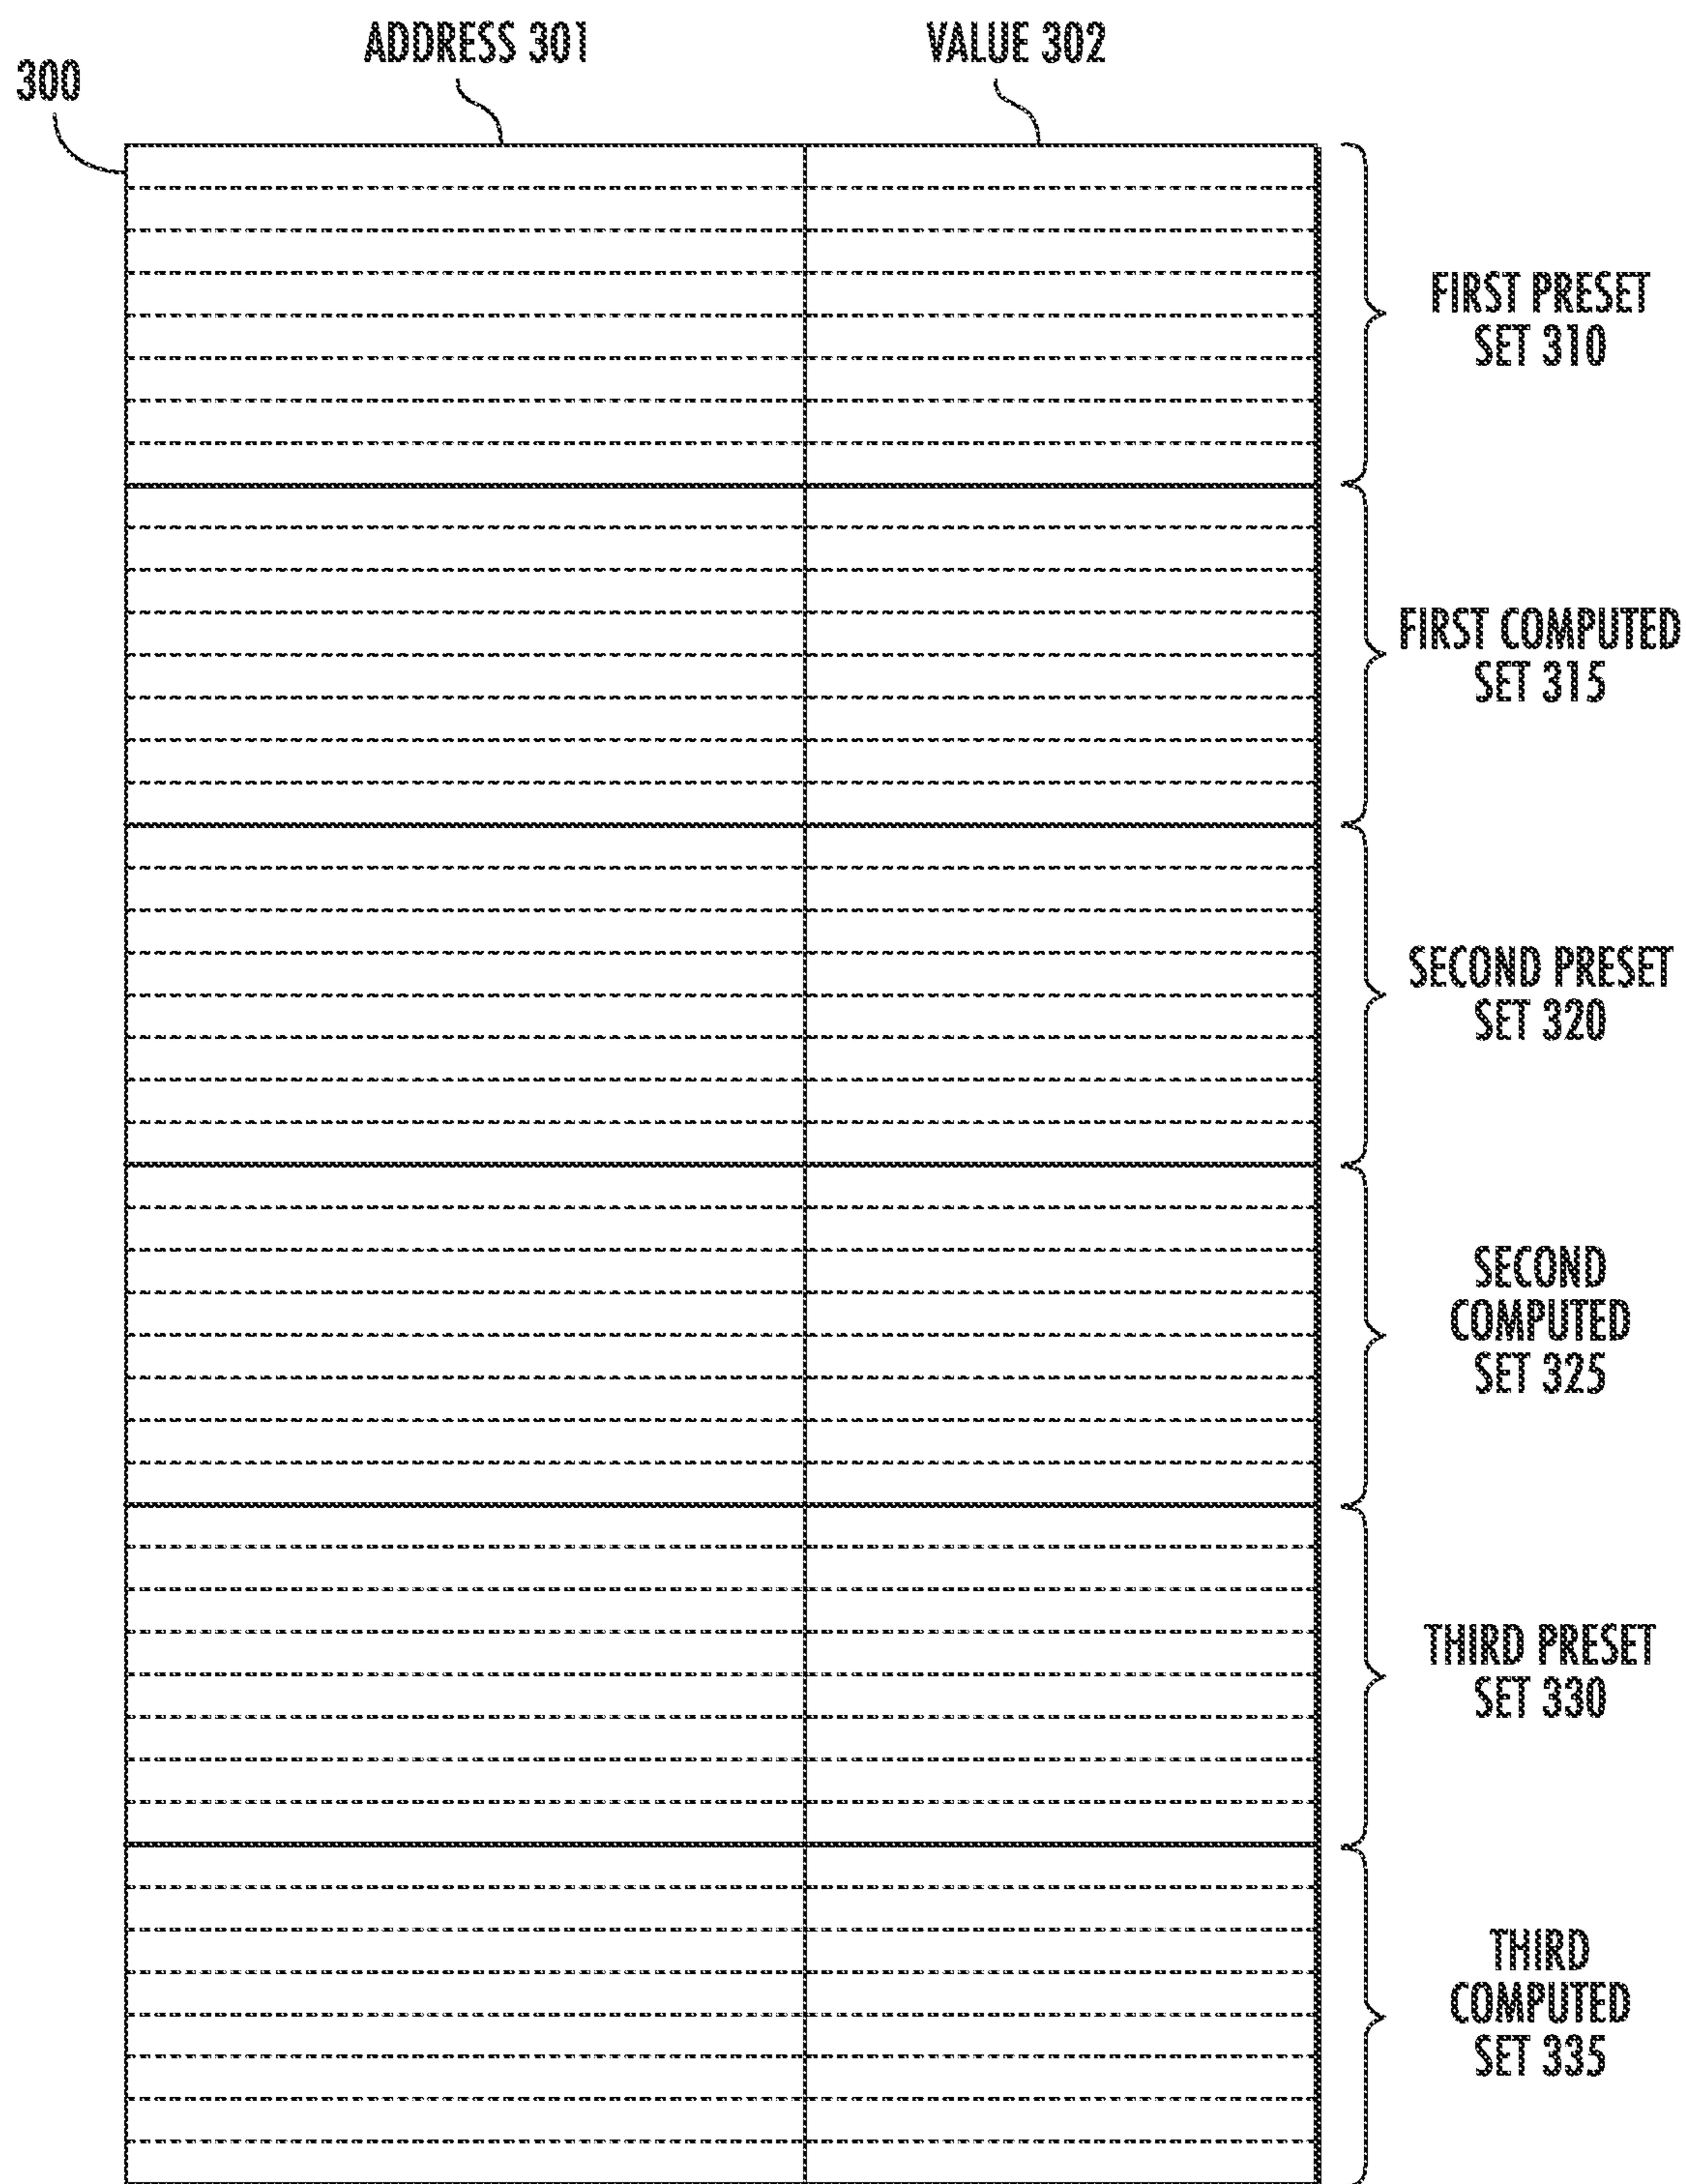 ADDRESS 301
VALUE 302
300
FIRST PRESET
SET 310
FIRST COMPUTED
SET 315
SECOND PRESET
SET 320
SECOND
COMPUTED
SET 325
THIRD PRESET
SET 330
THIRD
COMPUTED
SET 335